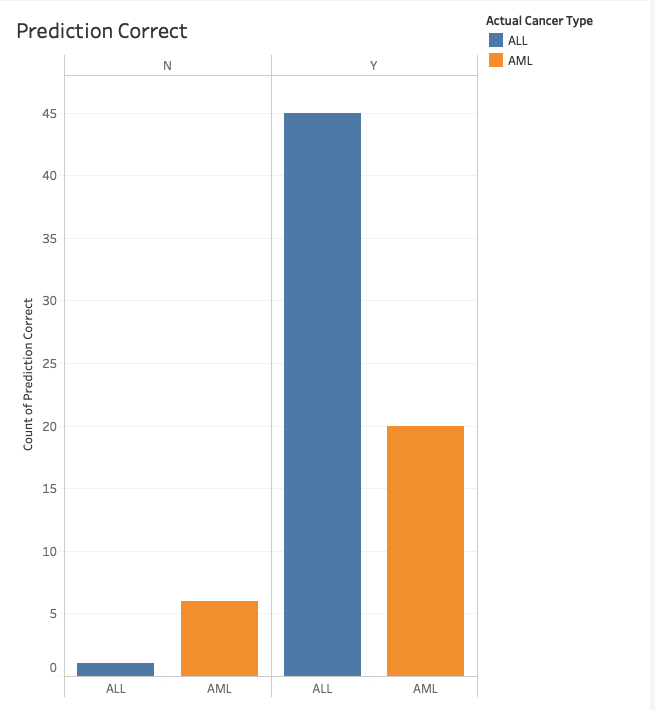 Prediction Correct
Actual Cancer Type
ALL
AML
N
Y
45
40
35
30
25
20
15
10
5
0
Count of Prediction Correct
ALL
AML
ALL
AML